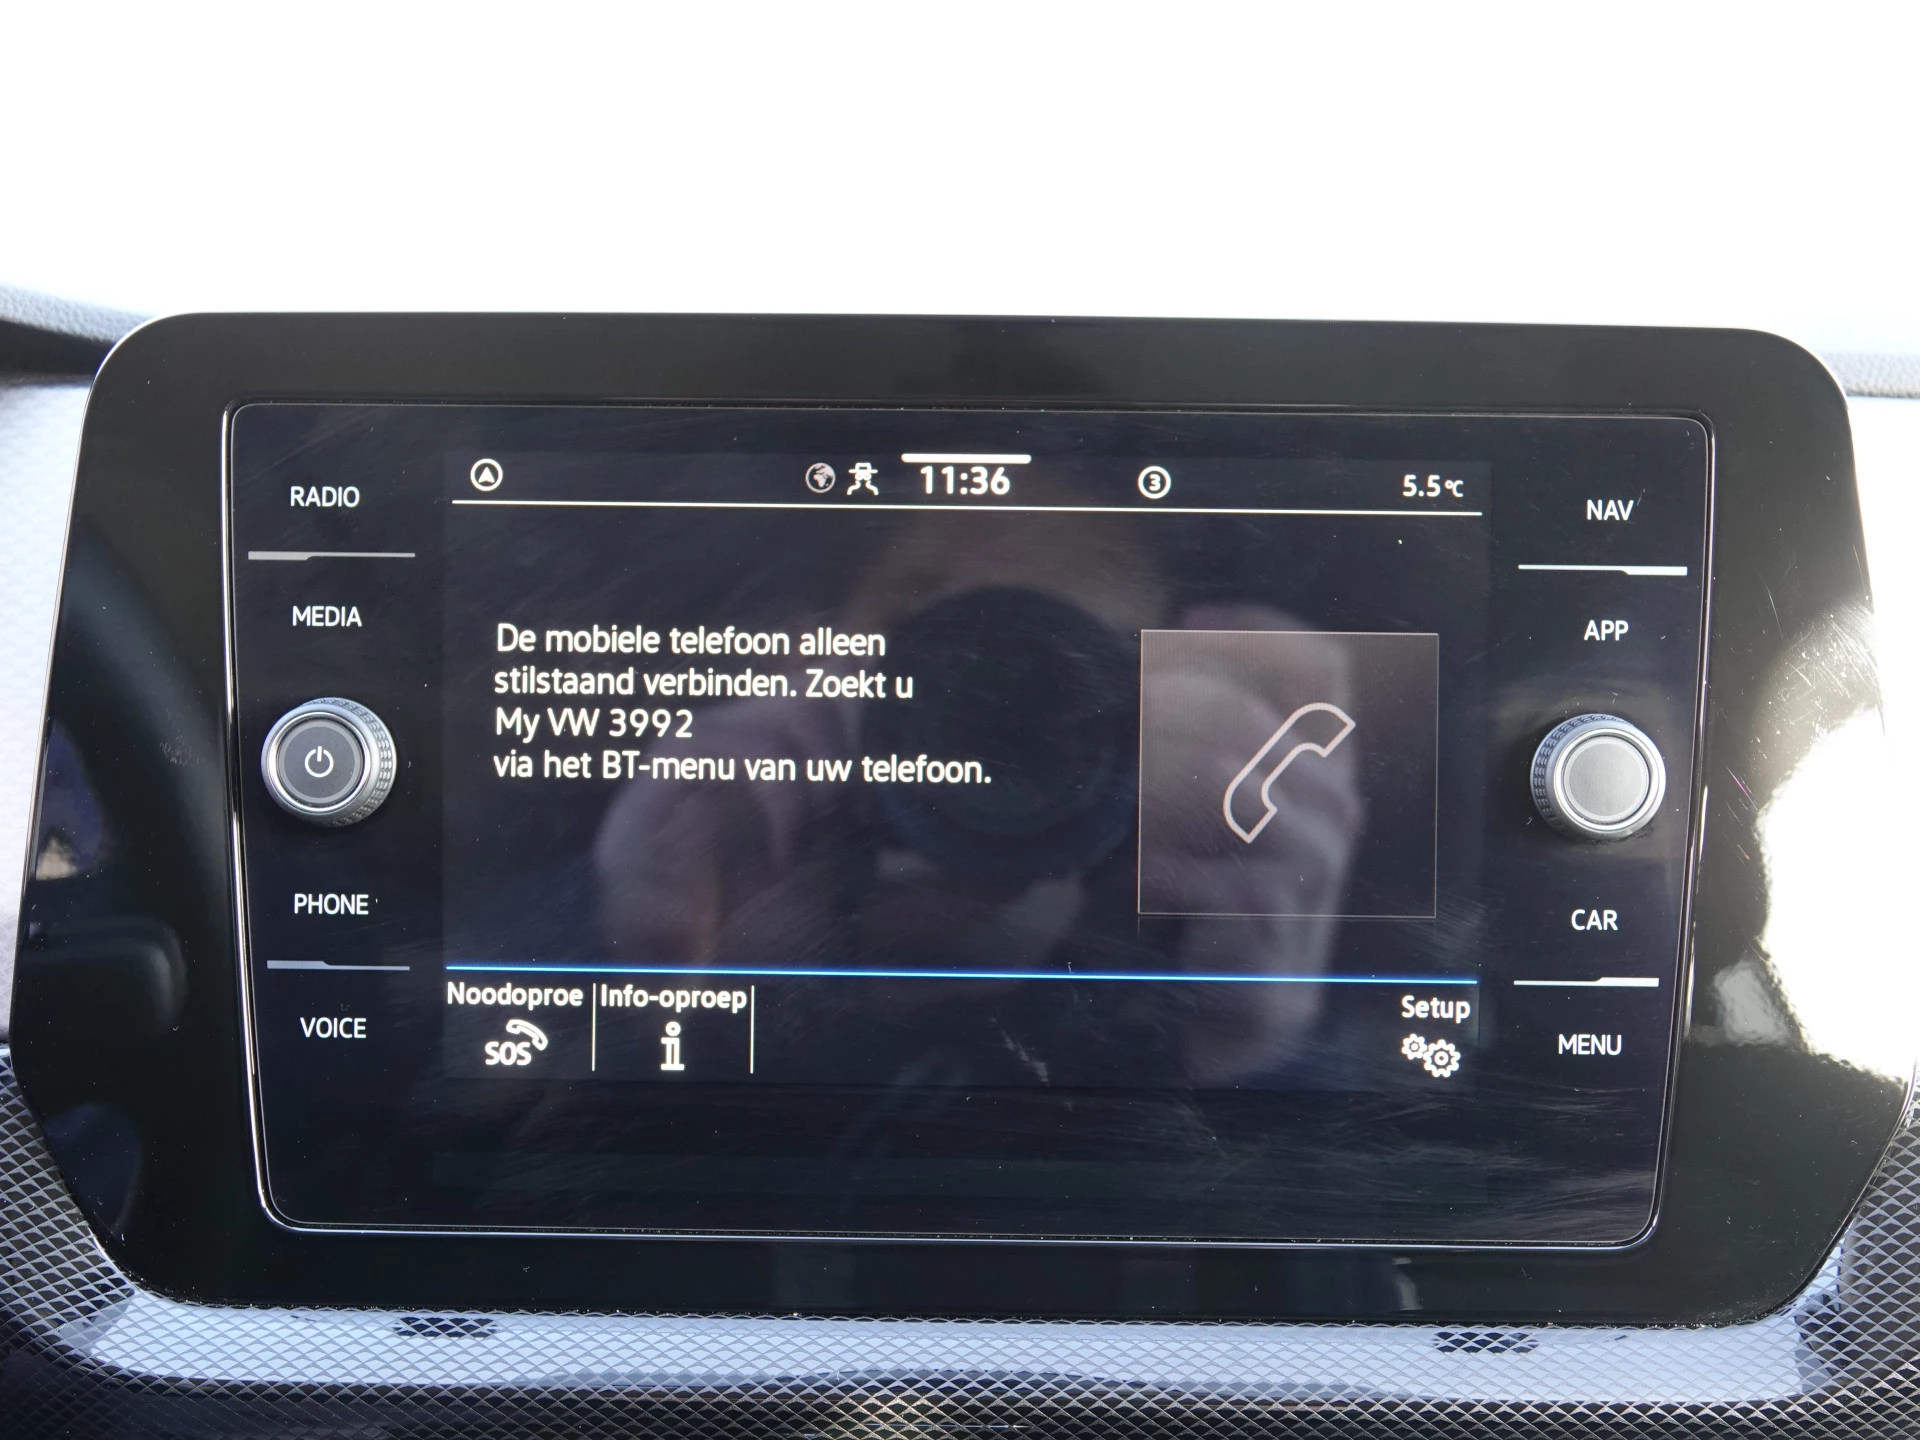 RADIO
MEDIA
PHONE
VOICE
11:36
3
5.5°C
De mobiele telefoon alleen
stilstaand verbinden. Zoekt u
My VW 3992
via het BT-menu van uw telefoon.
Noodoproe
SOS
Info-oproep
i
Setup
NAV
APP
CAR
MENU